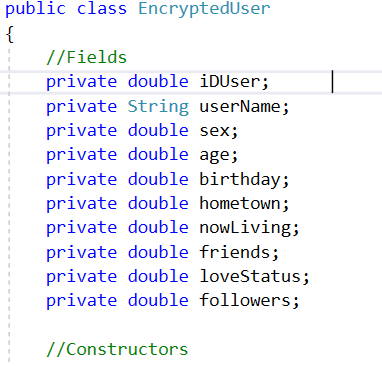 public class EncryptedUser
{
//Fields
private double iDUser;
private String userName;
private double sex;
private double age;
private double birthday;
private double hometown;
private double nowLiving;
private double friends;
private double loveStatus;
private double followers;
//Constructors